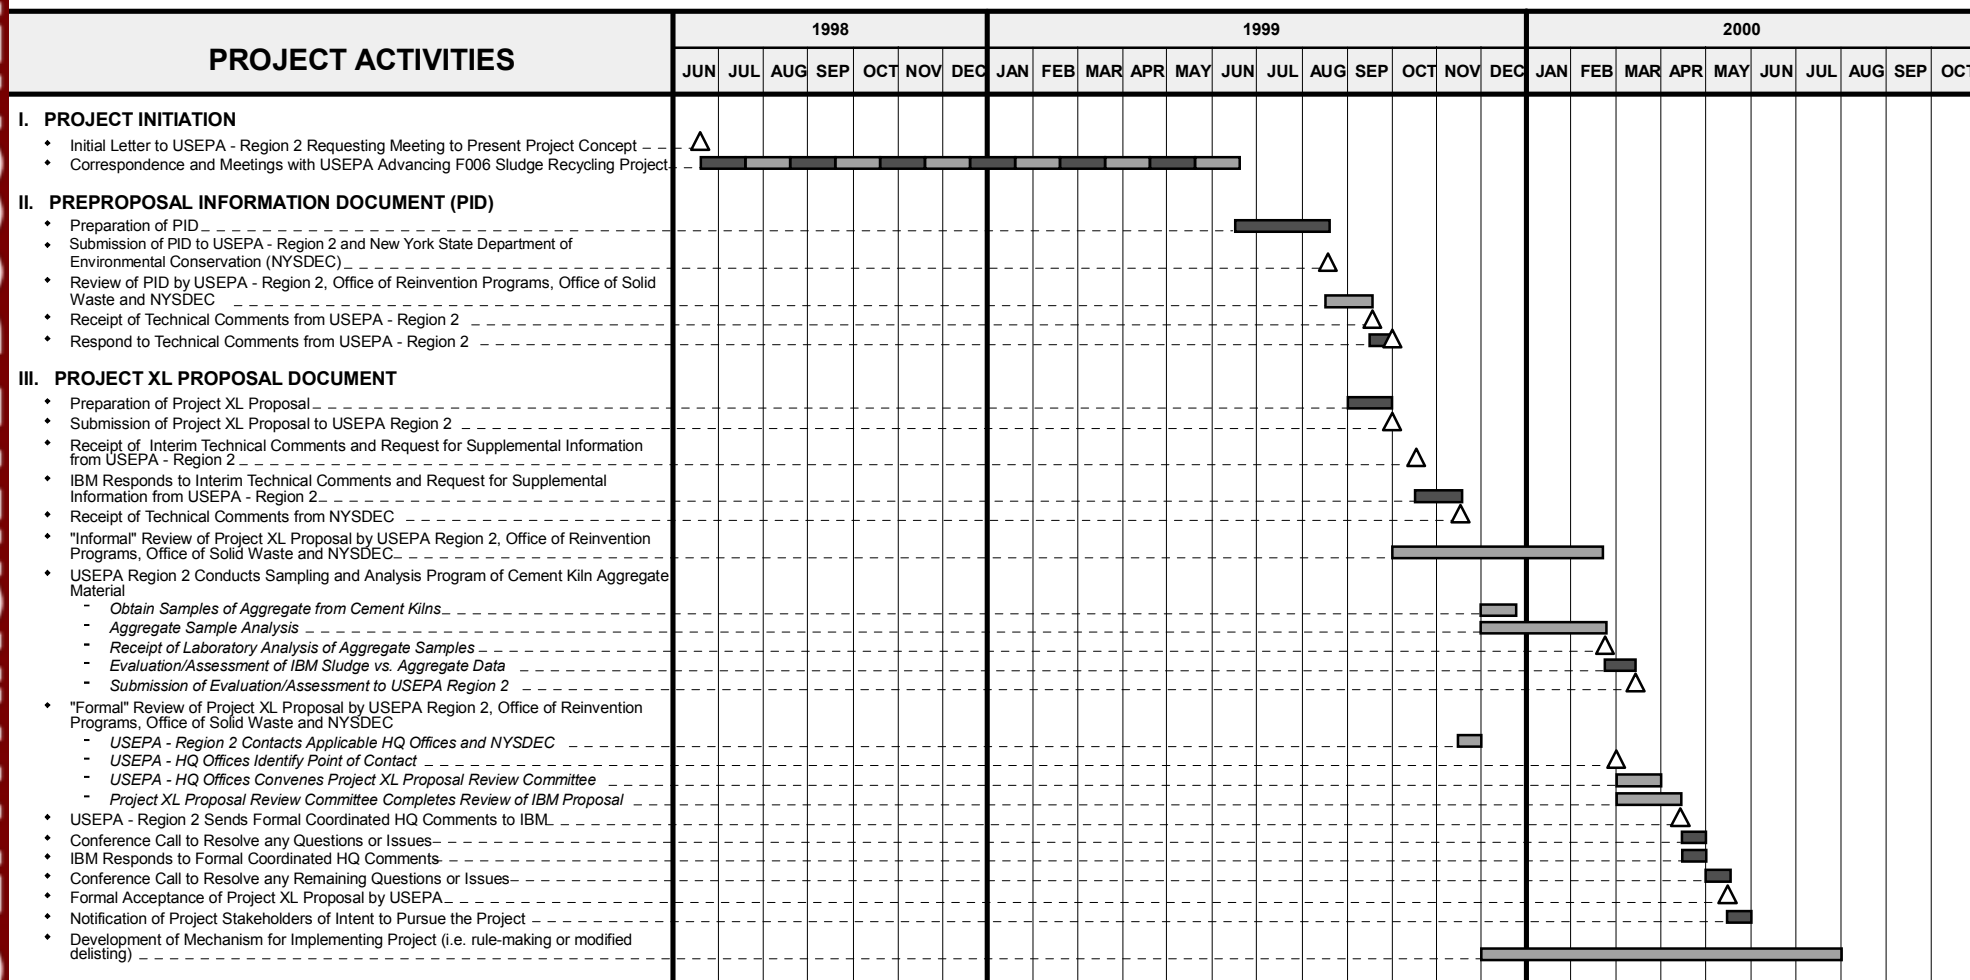 PROJECT ACTIVITIES
1998 1999 2000
JUN JUL AUG SEP OCT NOV DEC JAN FEB MAR APR MAY JUN JUL AUG SEP OCT NOV DEC JAN FEB MAR APR MAY JUN JUL AUG SEP OCT
I. PROJECT INITIATION
Initial Letter to USEPA - Region 2 Requesting Meeting to Present Project Concept
Correspondence and Meetings with USEPA Advancing F006 Sludge Recycling Project
II. PREPROPOSAL INFORMATION DOCUMENT (PID)
Preparation of PID
Submission of PID to USEPA - Region 2 and New York State Department of
Environmental Conservation (NYSDEC)
Review of PID by USEPA - Region 2, Office of Reinvention Programs, Office of Solid
Waste and NYSDEC
Receipt of Technical Comments from USEPA - Region 2
Respond to Technical Comments from USEPA - Region 2
III. PROJECT XL PROPOSAL DOCUMENT
Preparation of Project XL Proposal
Submission of Project XL Proposal to USEPA Region 2
Receipt of Interim Technical Comments and Request for Supplemental Information
from USEPA - Region 2
IBM Responds to Interim Technical Comments and Request for Supplemental
Information from USEPA - Region 2
Receipt of Technical Comments from NYSDEC
"Informal" Review of Project XL Proposal by USEPA Region 2, Office of Reinvention
Programs, Office of Solid Waste and NYSDEC
USEPA Region 2 Conducts Sampling and Analysis Program of Cement Kiln Aggregate
Material
- Obtain Samples of Aggregate from Cement Kilns
- Aggregate Sample Analysis
- Receipt of Laboratory Analysis of Aggregate Samples
- Evaluation/Assessment of IBM Sludge vs. Aggregate Data
- Submission of Evaluation/Assessment to USEPA Region 2
"Formal" Review of Project XL Proposal by USEPA Region 2, Office of Reinvention
Programs, Office of Solid Waste and NYSDEC
- USEPA - Region 2 Contacts Applicable HQ Offices and NYSDEC
- USEPA - HQ Offices Identify Point of Contact
- USEPA - HQ Offices Convenes Project XL Proposal Review Committee
- Project XL Proposal Review Committee Completes Review of IBM Proposal
USEPA - Region 2 Sends Formal Coordinated HQ Comments to IBM
Conference Call to Resolve any Questions or Issues
IBM Responds to Formal Coordinated HQ Comments
Conference Call to Resolve any Remaining Questions or Issues
Formal Acceptance of Project XL Proposal by USEPA
Notification of Project Stakeholders of Intent to Pursue the Project
Development of Mechanism for Implementing Project (i.e. rule-making or modified
delisting)